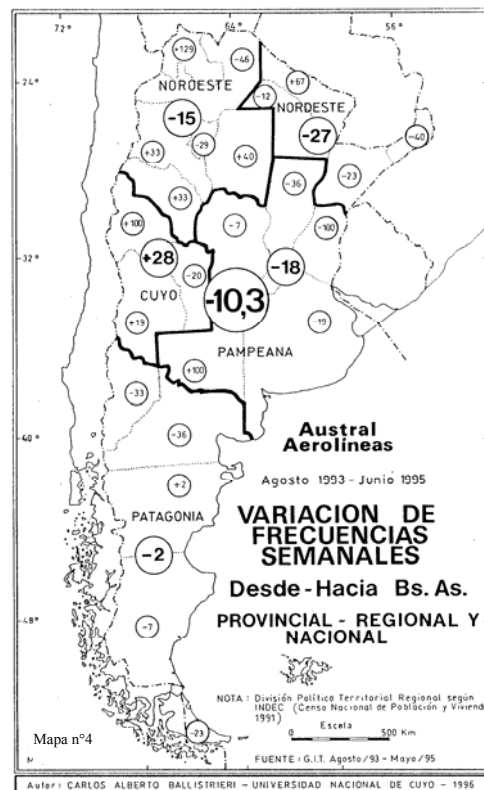 72°
64
56
+129
-46
24°
NOROESTE
+67
-12
NORDESTE
-15
-27
-40
-29
+33
+40
-36
-23
+33
+100
-7
-100
32°
+28
-18
-20
-10,3
CUYO
+19
-19
PAMPEANA
+100
-33
Austral
Aerolíneas
-36
40°
Agosto 1993 - Junio 1995
+2
VARIACION DE
FRECUENCIAS
SEMANALES
PATAGONIA
-2
Desde - Hacia Bs. As.
PROVINCIAL - REGIONAL Y
NACIONAL
-7
48°
NOTA : División Político Territorial Regional según
INDEC (Censo Nacional de Población y Viviend
1991)
Escala
0 500 Km
-23
Mapa n°4
FUENTE : G.I.T. Agosto/93 - Mayo/95
Autor: CARLOS ALBERTO BALLISTRIERI - UNIVERSIDAD NACIONAL DE CUYO - 1996